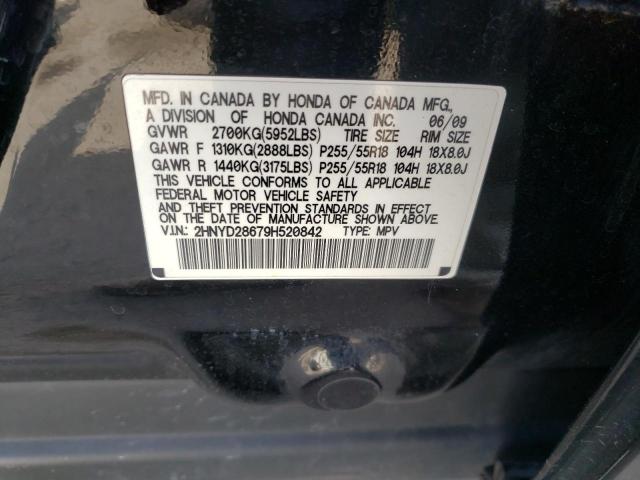 MFD. IN CANADA BY HONDA OF CANADA MFG.,
A DIVISION OF HONDA CANADA INC. 06/09
GVWR 2700KG(5952LBS) TIRE SIZE RIM SIZE
GAWR F 1310KG(2888LBS) P255/55R18 104H 18X8.0J
GAWR R 1440KG(3175LBS) P255/55R18 104H 18X8.0J
THIS VEHICLE CONFORMS TO ALL APPLICABLE
FEDERAL MOTOR VEHICLE SAFETY
AND THEFT PREVENTION STANDARDS IN EFFECT
ON THE DATE OF MANUFACTURE SHOWN ABOVE.
V.I.N.: 2HNYD28679H520842 TYPE: MPV